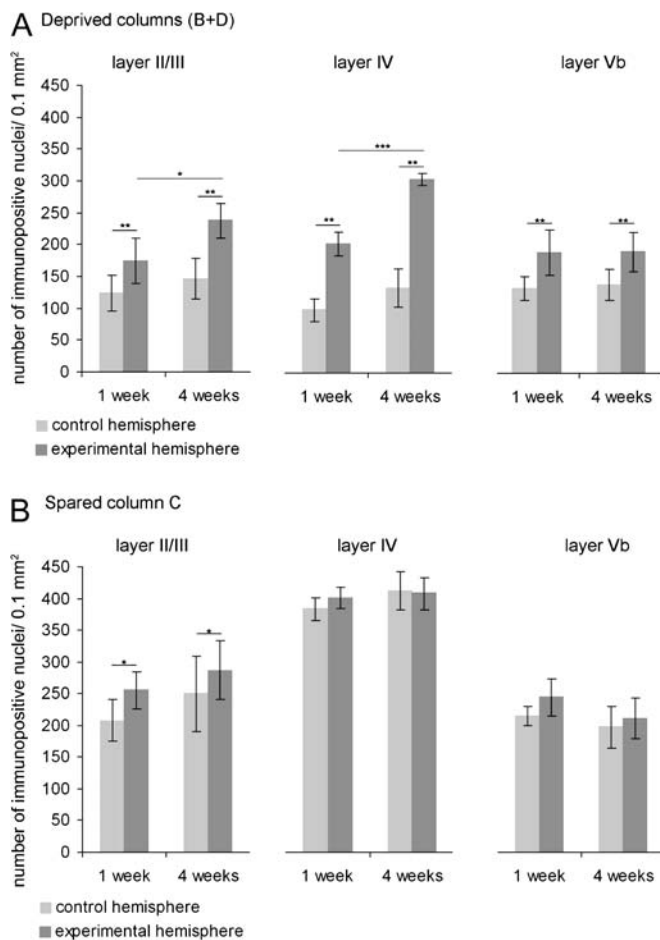 A Deprived columns (B+D)
layer II/III layer IV layer Vb
number of immunopositive nuclei/ 0.1 mm²
450
400
350
300
250
200
150
100
50
0
** * ** ** *** ** ** **
1 week 4 weeks 1 week 4 weeks 1 week 4 weeks
control hemisphere
experimental hemisphere
B Spared column C
layer II/III layer IV layer Vb
number of immunopositive nuclei/ 0.1 mm²
450
400
350
300
250
200
150
100
50
0
* *
1 week 4 weeks 1 week 4 weeks 1 week 4 weeks
control hemisphere
experimental hemisphere